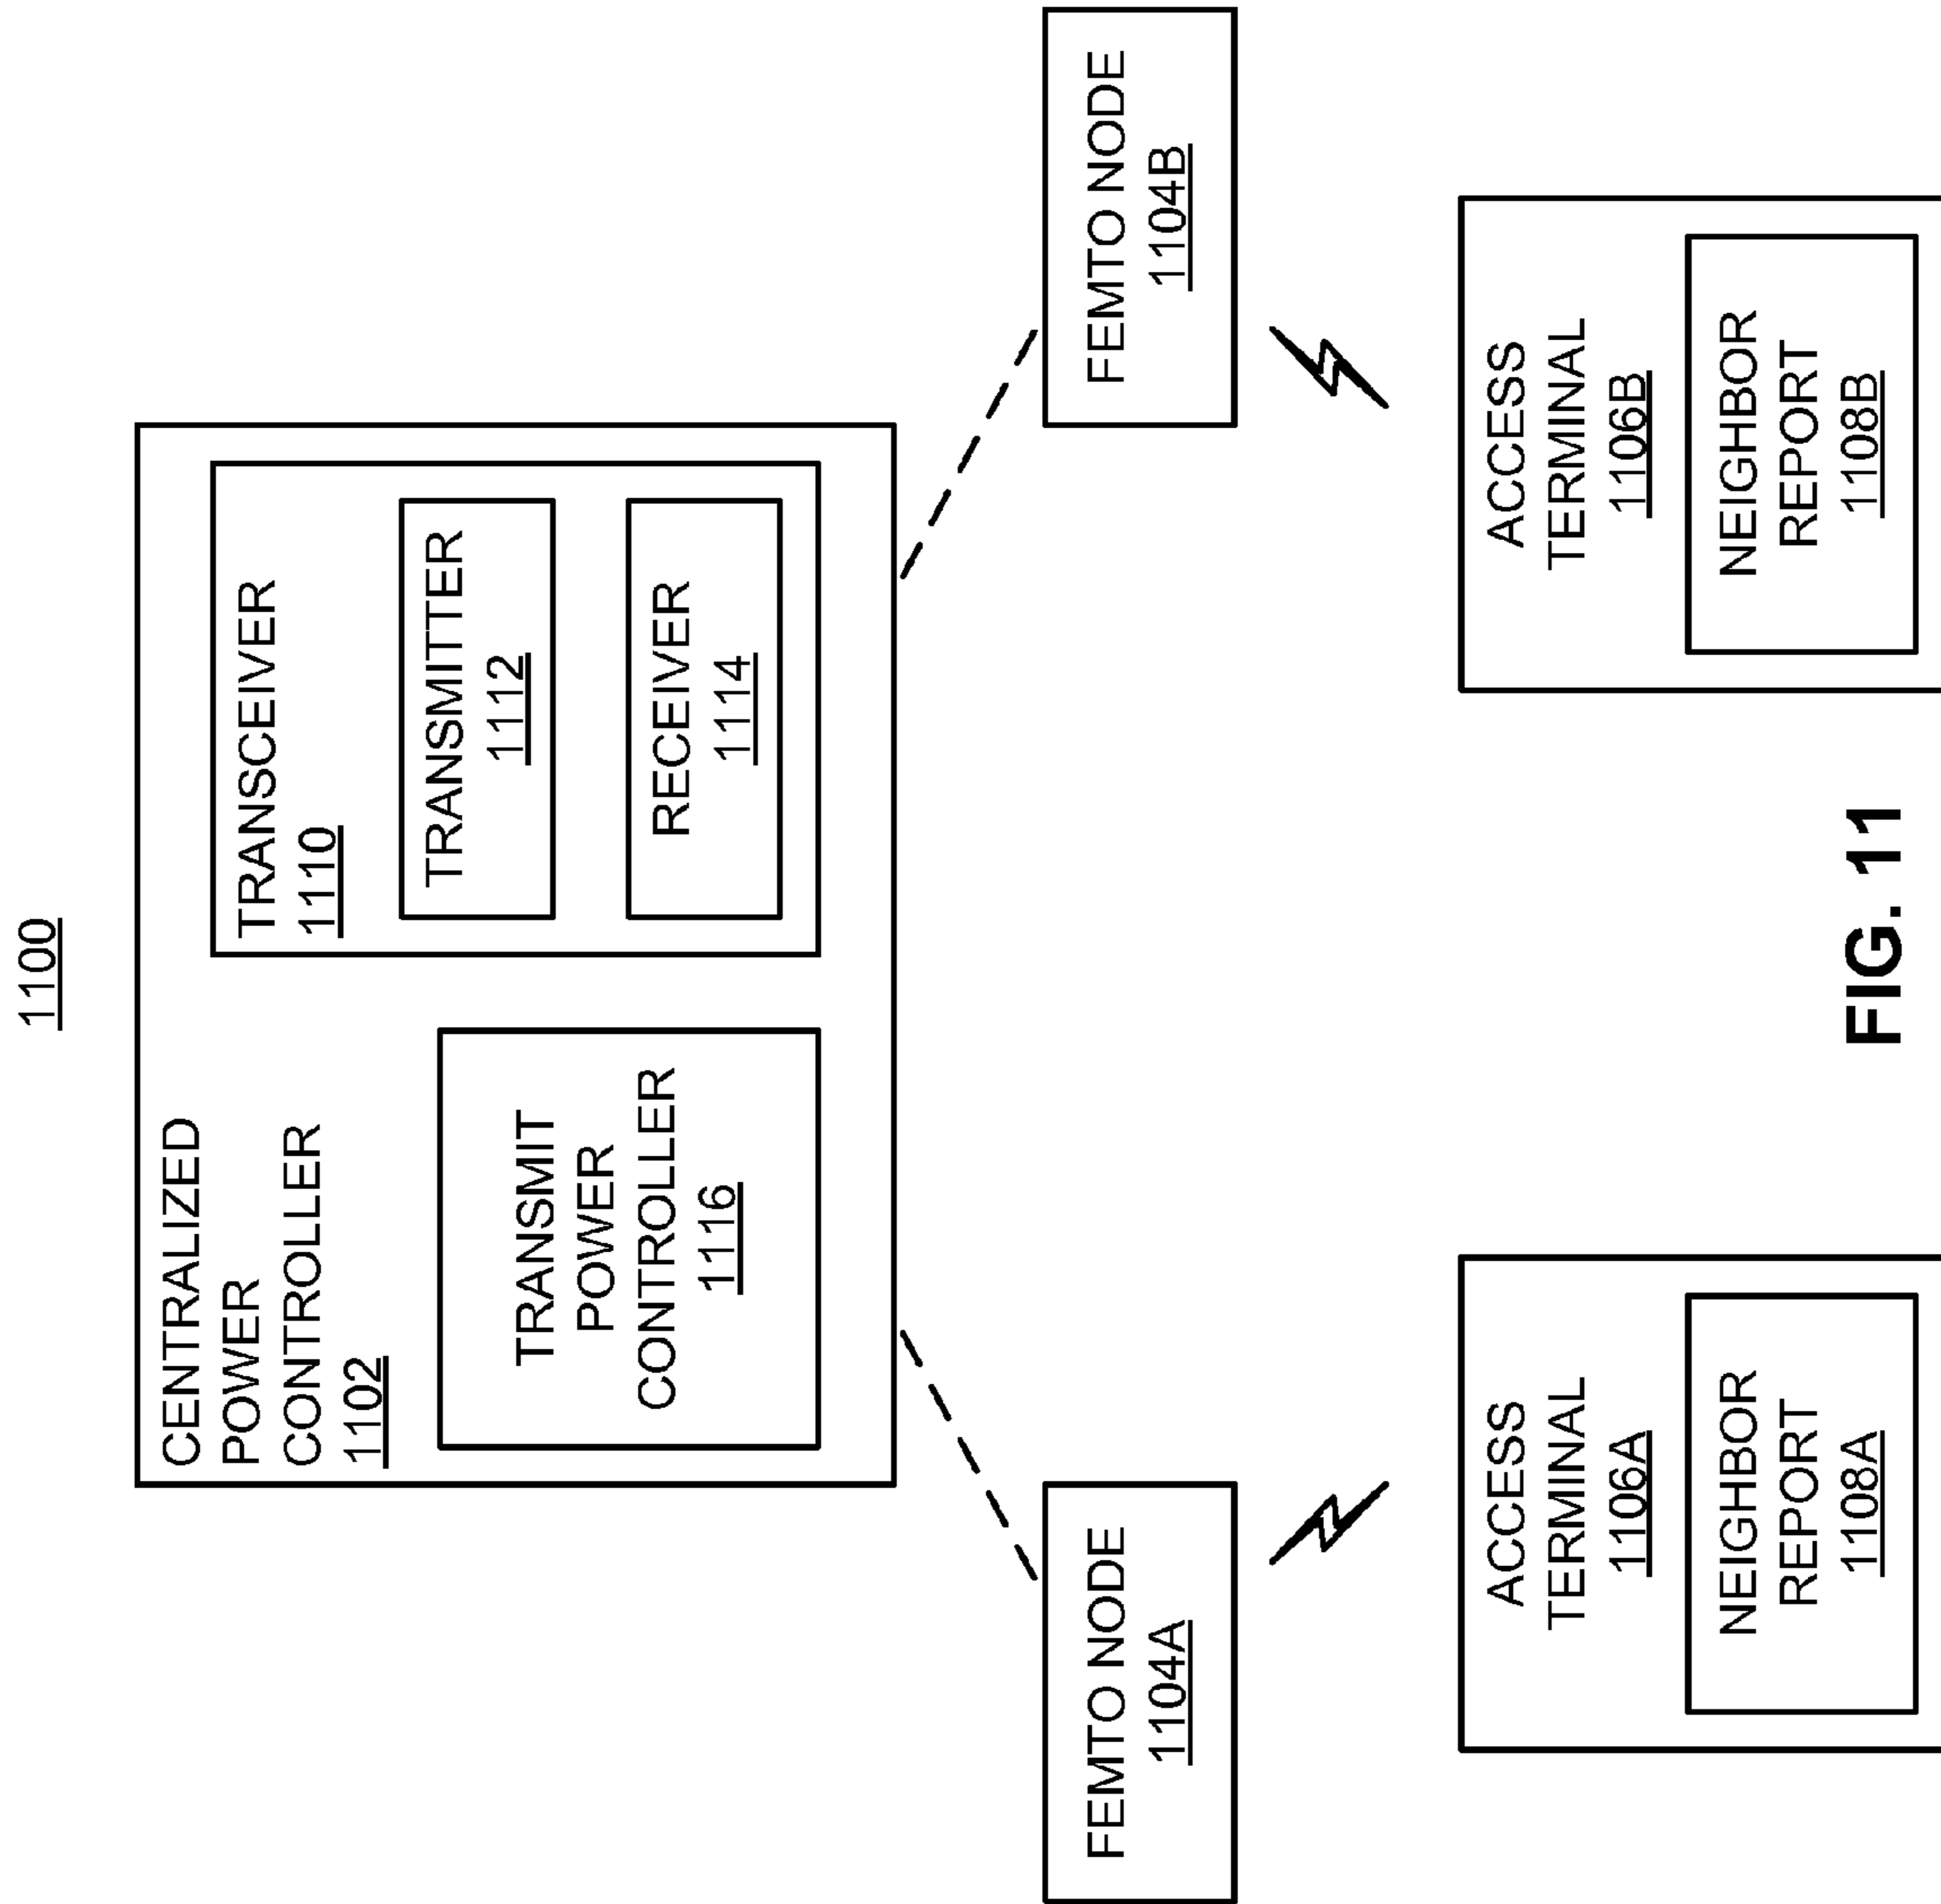 1100
CENTRALIZED
POWER
CONTROLLER
1102
TRANSMIT
POWER
CONTROLLER
1116
TRANSCEIVER
1110
TRANSMITTER
1112
RECEIVER
1114
FEMTO NODE
1104A
FEMTO NODE
1104B
ACCESS
TERMINAL
1106A
NEIGHBOR
REPORT
1108A
ACCESS
TERMINAL
1106B
NEIGHBOR
REPORT
1108B
FIG. 11